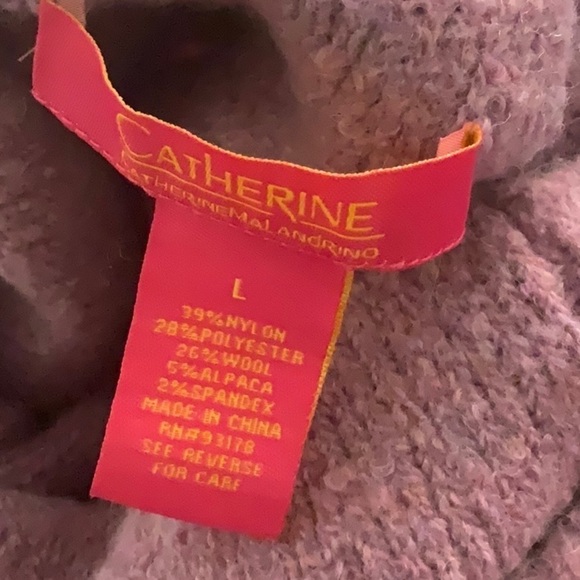 CATHERINE
CATHERINEMALANDRINO
L
39%NYLON
28%POLYESTER
26%WOOL
5%ALPACA
2%SPANDEX
MADE IN CHINA
RN#93178
SEE REVERSE
FOR CARE